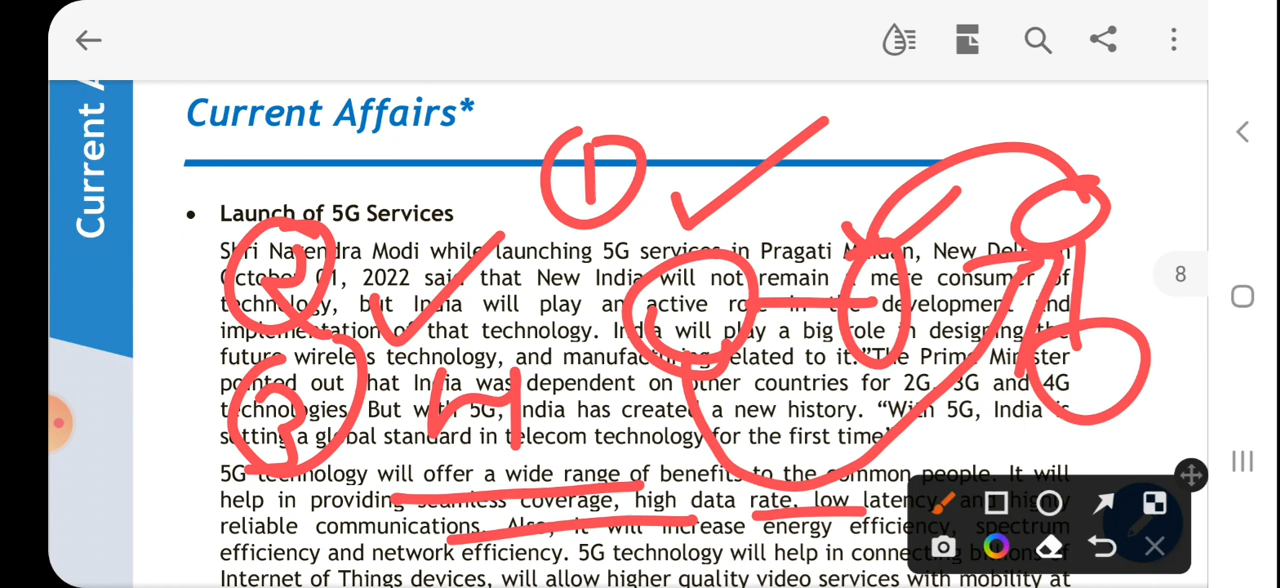 Current A
Current Affairs*
①
• Launch of 5G Services
2
Shri Narendra Modi while launching 5G services in Pragati Maidan, New Delhi on
October 01, 2022 said that New India will not remain a mere consumer of
technology, but India will play an active role in the development and
8
implementation of that technology. India will play a big role in designing the
future wireless technology, and manufacturing related to it.”The Prime Minister
pointed out that India was dependent on other countries for 2G, 3G and 4G
3
technologies. But with 5G, India has created a new history. “With 5G, India is
setting a global standard in telecom technology for the first time”
5G technology will offer a wide range of benefits to the common people. It will
help in providing seamless coverage, high data rate, low latency and highly
reliable communications. Also, it will increase energy efficiency, spectrum
efficiency and network efficiency. 5G technology will help in connecting billions of
Internet of Things devices, will allow higher quality video services with mobility at